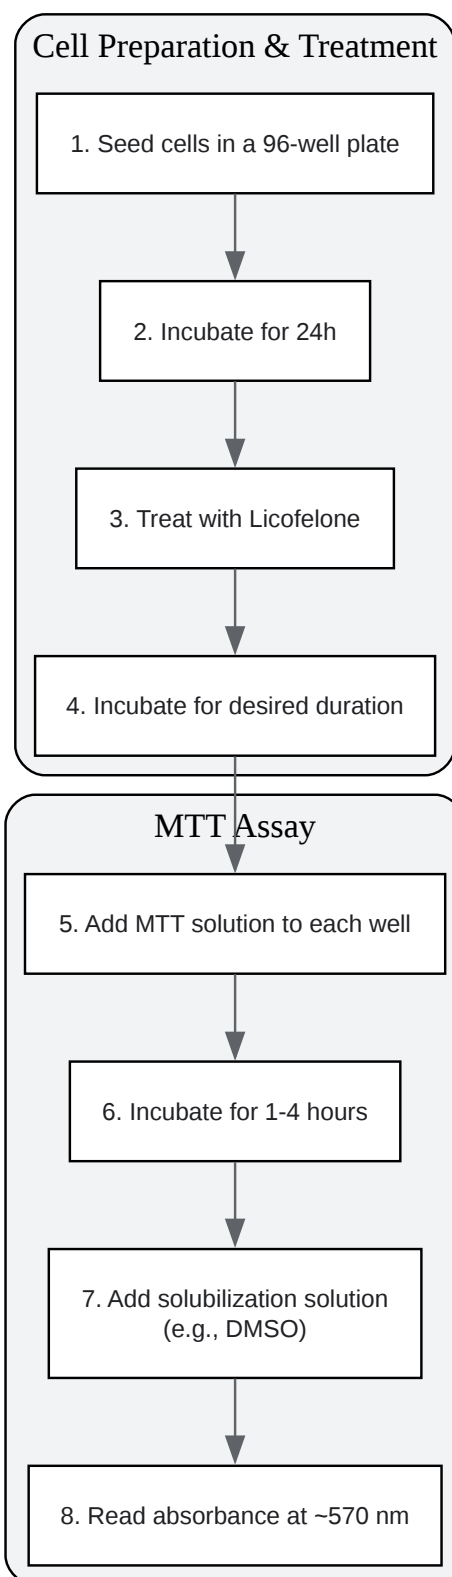 Cell Preparation & Treatment
1. Seed cells in a 96-well plate
2. Incubate for 24h
3. Treat with Licofelone
4. Incubate for desired duration
MTT Assay
5. Add MTT solution to each well
6. Incubate for 1-4 hours
7. Add solubilization solution
(e.g., DMSO)
8. Read absorbance at ~570 nm